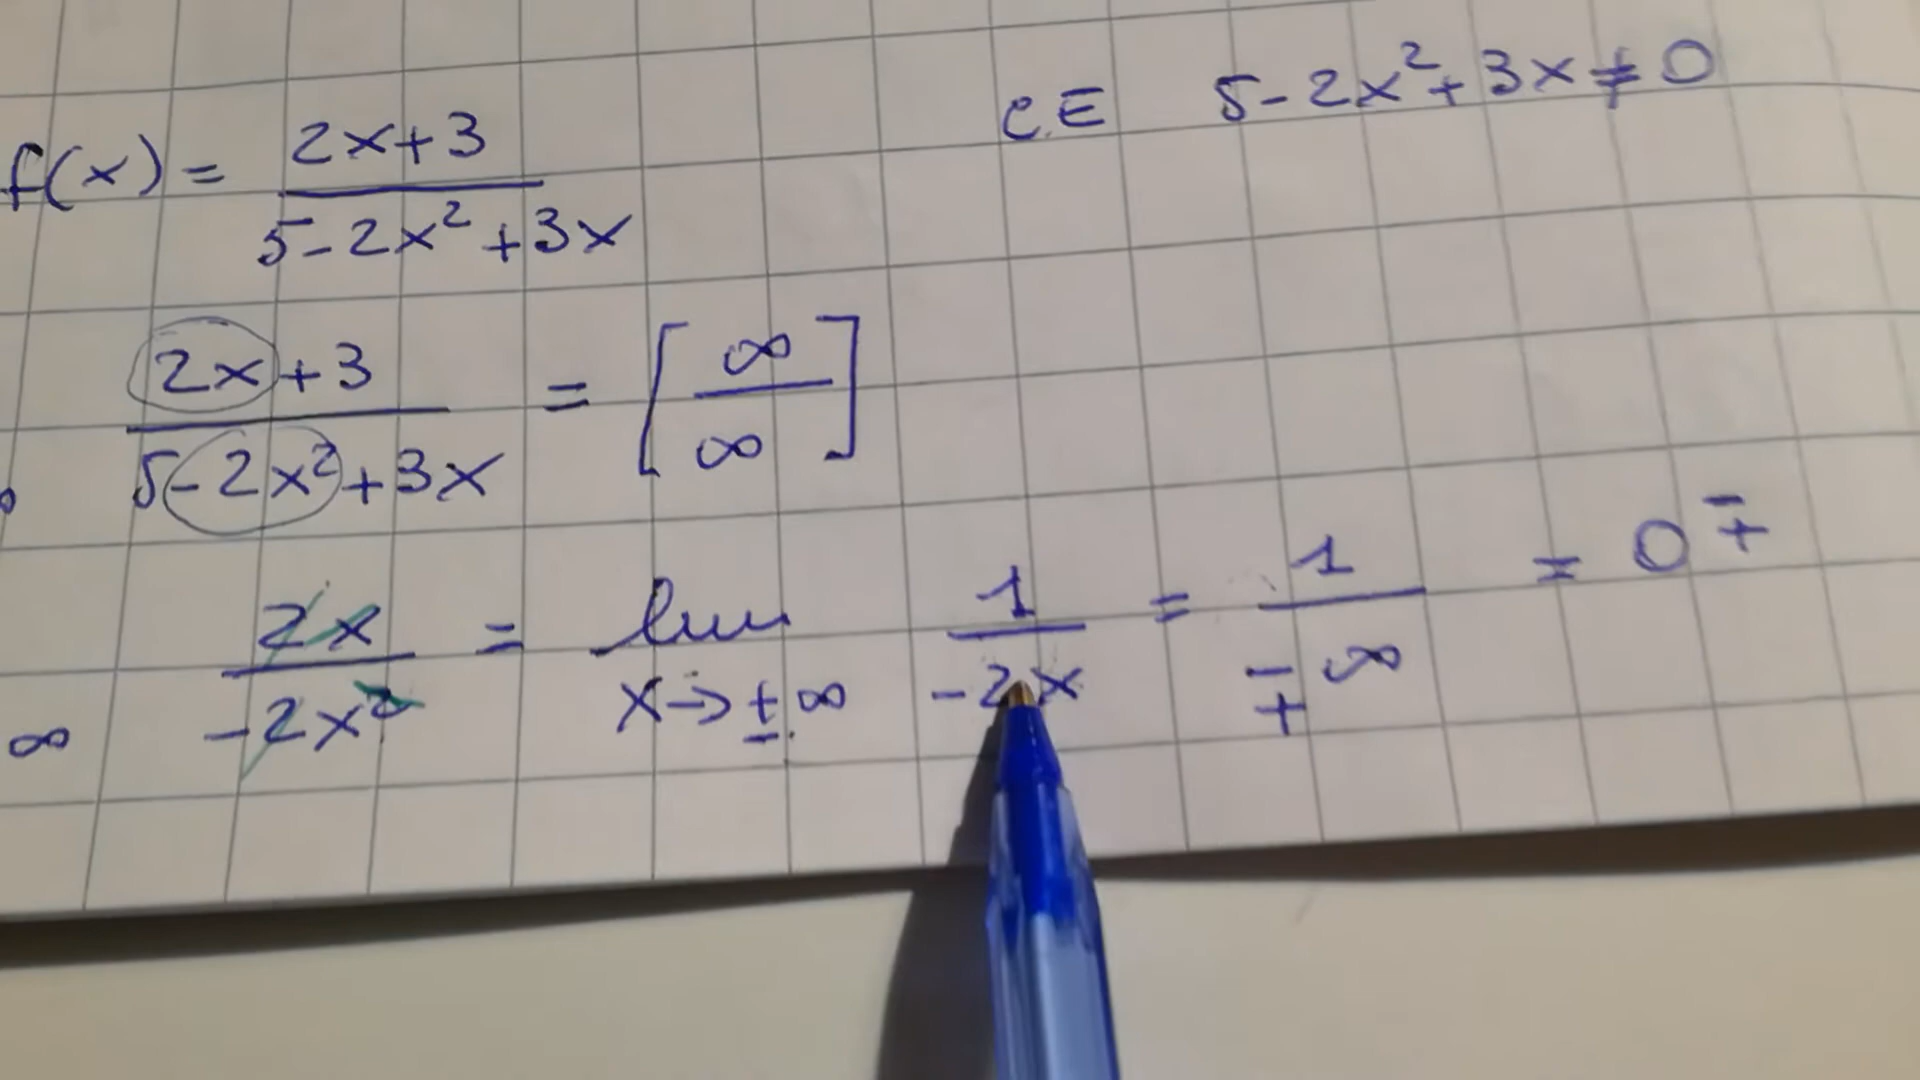 f(x) = (2x+3)/(5-2x²+3x)
C.E 5-2x²+3x≠0
(2x+3)/(5-2x²+3x) = [∞/∞]
∞ 2x/(-2x²) = lim x→±∞ 1/(-2x) = 1/(∓∞) = 0^∓